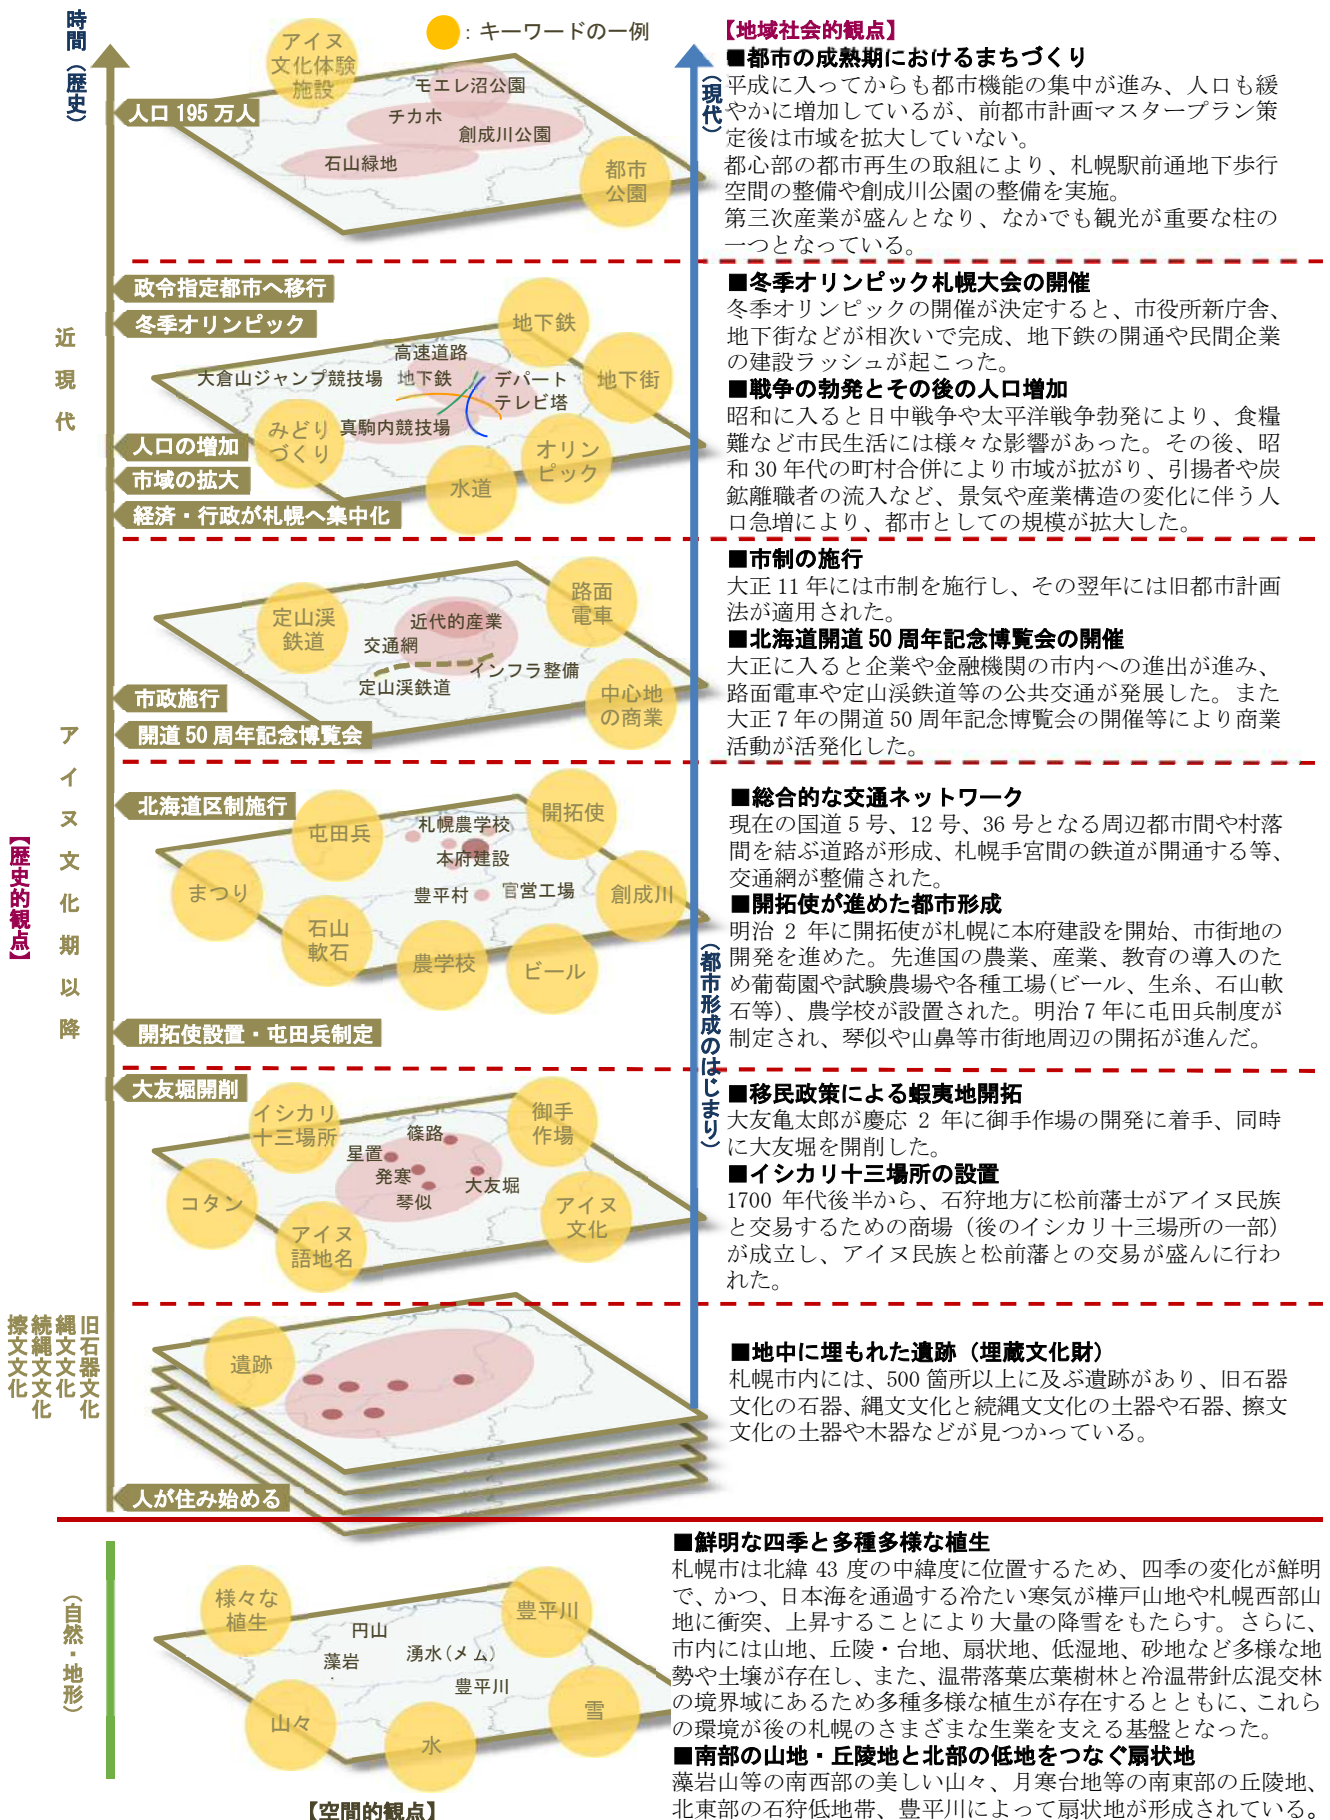 時間（歴史）
：キーワードの一例
アイヌ
文化体験
施設
モエレ沼公園
チカホ
創成川公園
石山緑地
都市
公園
人口195万人
（現代）
【地域社会的観点】
■都市の成熟期におけるまちづくり
平成に入ってからも都市機能の集中が進み、人口も緩
やかに増加しているが、前都市計画マスタープラン策
定後は市域を拡大していない。
都心部の都市再生の取組により、札幌駅前通地下歩行
空間の整備や創成川公園の整備を実施。
第三次産業が盛んとなり、なかでも観光が重要な柱の
一つとなっている。
近現代
政令指定都市へ移行
冬季オリンピック
地下鉄
高速道路
大倉山ジャンプ競技場
地下鉄
デパート
テレビ塔
地下街
みどり
づくり
真駒内競技場
オリン
ピック
水道
人口の増加
市域の拡大
経済・行政が札幌へ集中化
■冬季オリンピック札幌大会の開催
冬季オリンピックの開催が決定すると、市役所新庁舎、
地下街などが相次いで完成、地下鉄の開通や民間企業
の建設ラッシュが起こった。
■戦争の勃発とその後の人口増加
昭和に入ると日中戦争や太平洋戦争勃発により、食糧
難など市民生活には様々な影響があった。その後、昭
和30年代の町村合併により市域が拡がり、引揚者や炭
鉱離職者の流入など、景気や産業構造の変化に伴う人
口急増により、都市としての規模が拡大した。
定山渓
鉄道
路面
電車
近代的産業
交通網
インフラ整備
定山渓鉄道
中心地
の商業
市政施行
開道50周年記念博覧会
■市制の施行
大正11年には市制を施行し、その翌年には旧都市計画
法が適用された。
■北海道開道50周年記念博覧会の開催
大正に入ると企業や金融機関の市内への進出が進み、
路面電車や定山渓鉄道等の公共交通が発展した。また
大正7年の開道50周年記念博覧会の開催等により商業
活動が活発化した。
【歴史的観点】
アイヌ文化期以降
北海道区制施行
屯田兵
札幌農学校
開拓使
本府建設
まつり
豊平村
官営工場
創成川
石山
軟石
農学校
ビール
開拓使設置・屯田兵制定
（都市形成のはじまり）
■総合的な交通ネットワーク
現在の国道5号、12号、36号となる周辺都市間や村落
間を結ぶ道路が形成、札幌手宮間の鉄道が開通する等、
交通網が整備された。
■開拓使が進めた都市形成
明治 2 年に開拓使が札幌に本府建設を開始、市街地の
開発を進めた。先進国の農業、産業、教育の導入のた
め葡萄園や試験農場や各種工場(ビール、生糸、石山軟
石等)、農学校が設置された。明治7年に屯田兵制度が
制定され、琴似や山鼻等市街地周辺の開拓が進んだ。
大友堀開削
イシカリ
十三場所
篠路
御手
作場
星置
発寒
大友堀
コタン
琴似
アイヌ
文化
アイヌ
語地名
■移民政策による蝦夷地開拓
大友亀太郎が慶応 2 年に御手作場の開発に着手、同時
に大友堀を開削した。
■イシカリ十三場所の設置
1700 年代後半から、石狩地方に松前藩士がアイヌ民族
と交易するための商場（後のイシカリ十三場所の一部）
が成立し、アイヌ民族と松前藩との交易が盛んに行わ
れた。
旧石器文化
縄文文化
続縄文文化
擦文文化
遺跡
人が住み始める
■地中に埋もれた遺跡（埋蔵文化財）
札幌市内には、500 箇所以上に及ぶ遺跡があり、旧石器
文化の石器、縄文文化と続縄文文化の土器や石器、擦文
文化の土器や木器などが見つかっている。
（自然・地形）
様々な
植生
円山
豊平川
藻岩
湧水(メム)
豊平川
山々
水
雪
【空間的観点】
■鮮明な四季と多種多様な植生
札幌市は北緯 43 度の中緯度に位置するため、四季の変化が鮮明
で、かつ、日本海を通過する冷たい寒気が樺戸山地や札幌西部山
地に衝突、上昇することにより大量の降雪をもたらす。さらに、
市内には山地、丘陵・台地、扇状地、低湿地、砂地など多様な地
勢や土壌が存在し、また、温帯落葉広葉樹林と冷温帯針広混交林
の境界域にあるため多種多様な植生が存在するとともに、これら
の環境が後の札幌のさまざまな生業を支える基盤となった。
■南部の山地・丘陵地と北部の低地をつなぐ扇状地
藻岩山等の南西部の美しい山々、月寒台地等の南東部の丘陵地、
北東部の石狩低地帯、豊平川によって扇状地が形成されている。